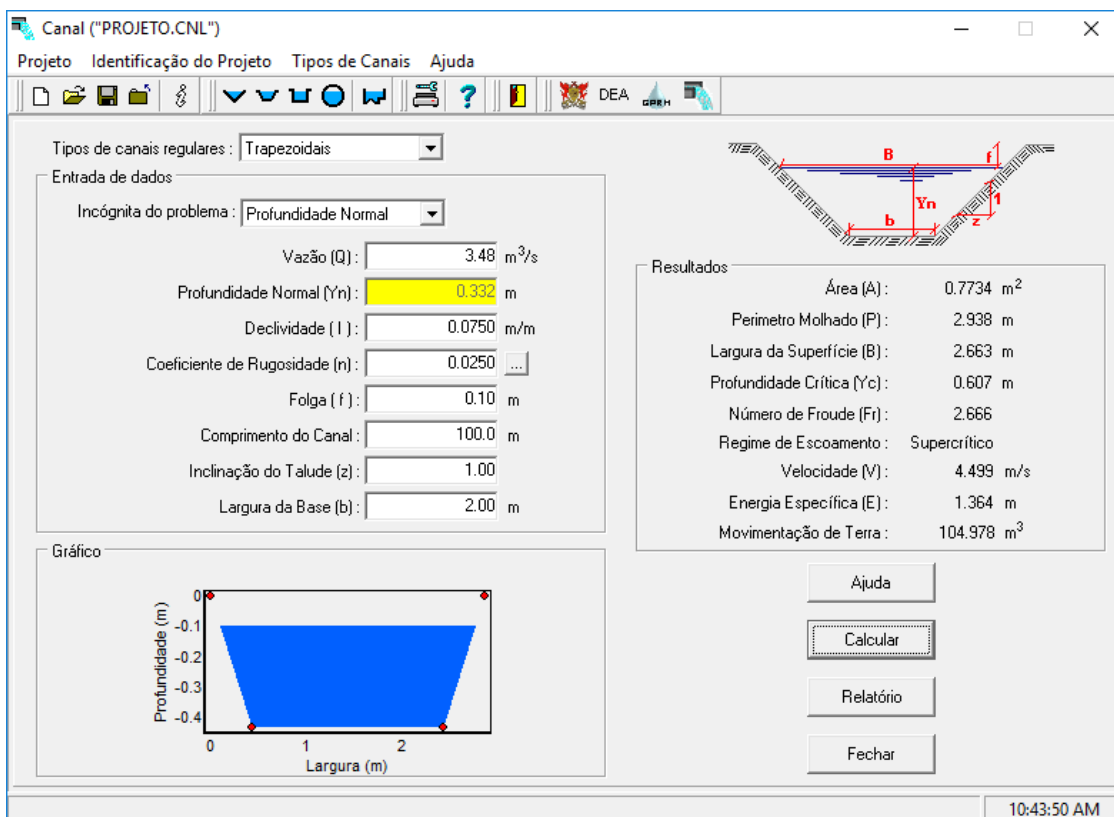 Canal ("PROJETO.CNL")
Projeto Identificação do Projeto Tipos de Canais Ajuda
DEA GPRH
Tipos de canais regulares : Trapezoidais
Entrada de dados
Incógnita do problema : Profundidade Normal
Vazão (Q) : 3.48 m³/s
Profundidade Normal (Yn) : 0.332 m
Declividade ( I ) : 0.0750 m/m
Coeficiente de Rugosidade (n) : 0.0250 ...
Folga ( f ) : 0.10 m
Comprimento do Canal : 100.0 m
Inclinação do Talude (z) : 1.00
Largura da Base (b) : 2.00 m
B f
Yn 1
b z
Resultados
Área (A) : 0.7734 m²
Perimetro Molhado (P) : 2.938 m
Largura da Superfície (B) : 2.663 m
Profundidade Crítica (Yc) : 0.607 m
Número de Froude (Fr) : 2.666
Regime de Escoamento : Supercrítico
Velocidade (V) : 4.499 m/s
Energia Específica (E) : 1.364 m
Movimentação de Terra : 104.978 m³
Gráfico
Profundidade (m)
0
-0.1
-0.2
-0.3
-0.4
0 1 2
Largura (m)
Ajuda
Calcular
Relatório
Fechar
10:43:50 AM